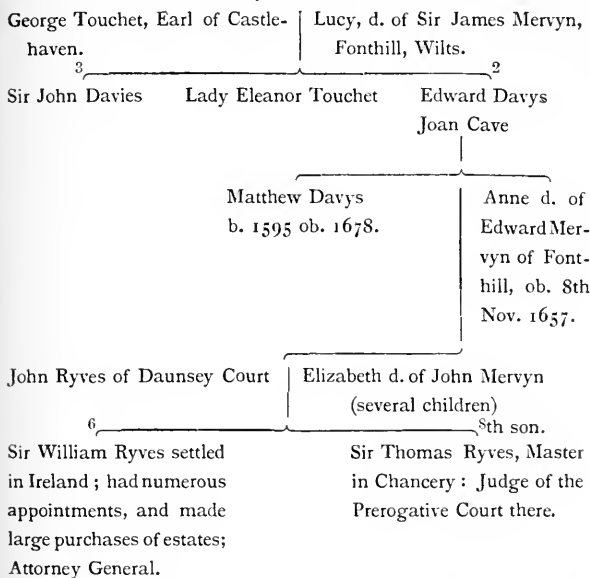 George Touchet, Earl of Castle- Lucy, d. of Sir James Mervyn,
haven. Fonthill, Wilts.
3 2
Sir John Davies Lady Eleanor Touchet Edward Davys
Joan Cave
Matthew Davys Anne d. of
b. 1595 ob. 1678. Edward Mer-
vyn of Font-
hill, ob. 8th
Nov. 1657.
John Ryves of Daunsey Court Elizabeth d. of John Mervyn
(several children)
6 8th son.
Sir William Ryves settled Sir Thomas Ryves, Master
in Ireland ; had numerous in Chancery : Judge of the
appointments, and made Prerogative Court there.
large purchases of estates;
Attorney General.